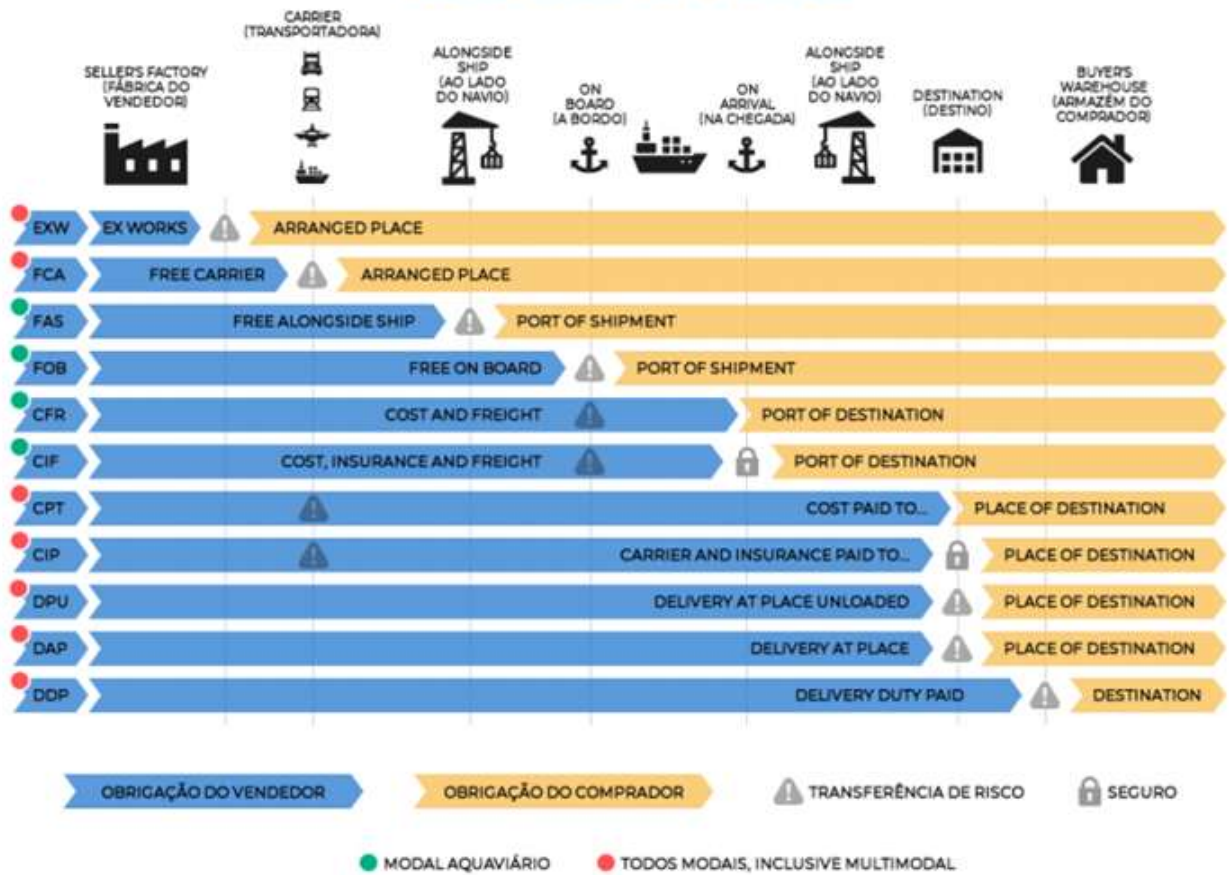 SELLER'S FACTORY
(FÁBRICA DO
VENDEDOR)
CARRIER
(TRANSPORTADORA)
ALONGSIDE
SHIP
(AO LADO
DO NAVIO)
ON
BOARD
(A BORDO)
ON
ARRIVAL
(NA CHEGADA)
ALONGSIDE
SHIP
(AO LADO
DO NAVIO)
DESTINATION
(DESTINO)
BUYER'S
WAREHOUSE
(ARMAZÉM DO
COMPRADOR)
EXW EX WORKS ARRANGED PLACE
FCA FREE CARRIER ARRANGED PLACE
FAS FREE ALONGSIDE SHIP PORT OF SHIPMENT
FOB FREE ON BOARD PORT OF SHIPMENT
CFR COST AND FREIGHT PORT OF DESTINATION
CIF COST, INSURANCE AND FREIGHT PORT OF DESTINATION
CPT COST PAID TO... PLACE OF DESTINATION
CIP CARRIER AND INSURANCE PAID TO... PLACE OF DESTINATION
DPU DELIVERY AT PLACE UNLOADED PLACE OF DESTINATION
DAP DELIVERY AT PLACE PLACE OF DESTINATION
DDP DELIVERY DUTY PAID DESTINATION
OBRIGAÇÃO DO VENDEDOR OBRIGAÇÃO DO COMPRADOR TRANSFERÊNCIA DE RISCO SEGURO
MODAL AQUAVIÁRIO TODOS MODAIS, INCLUSIVE MULTIMODAL